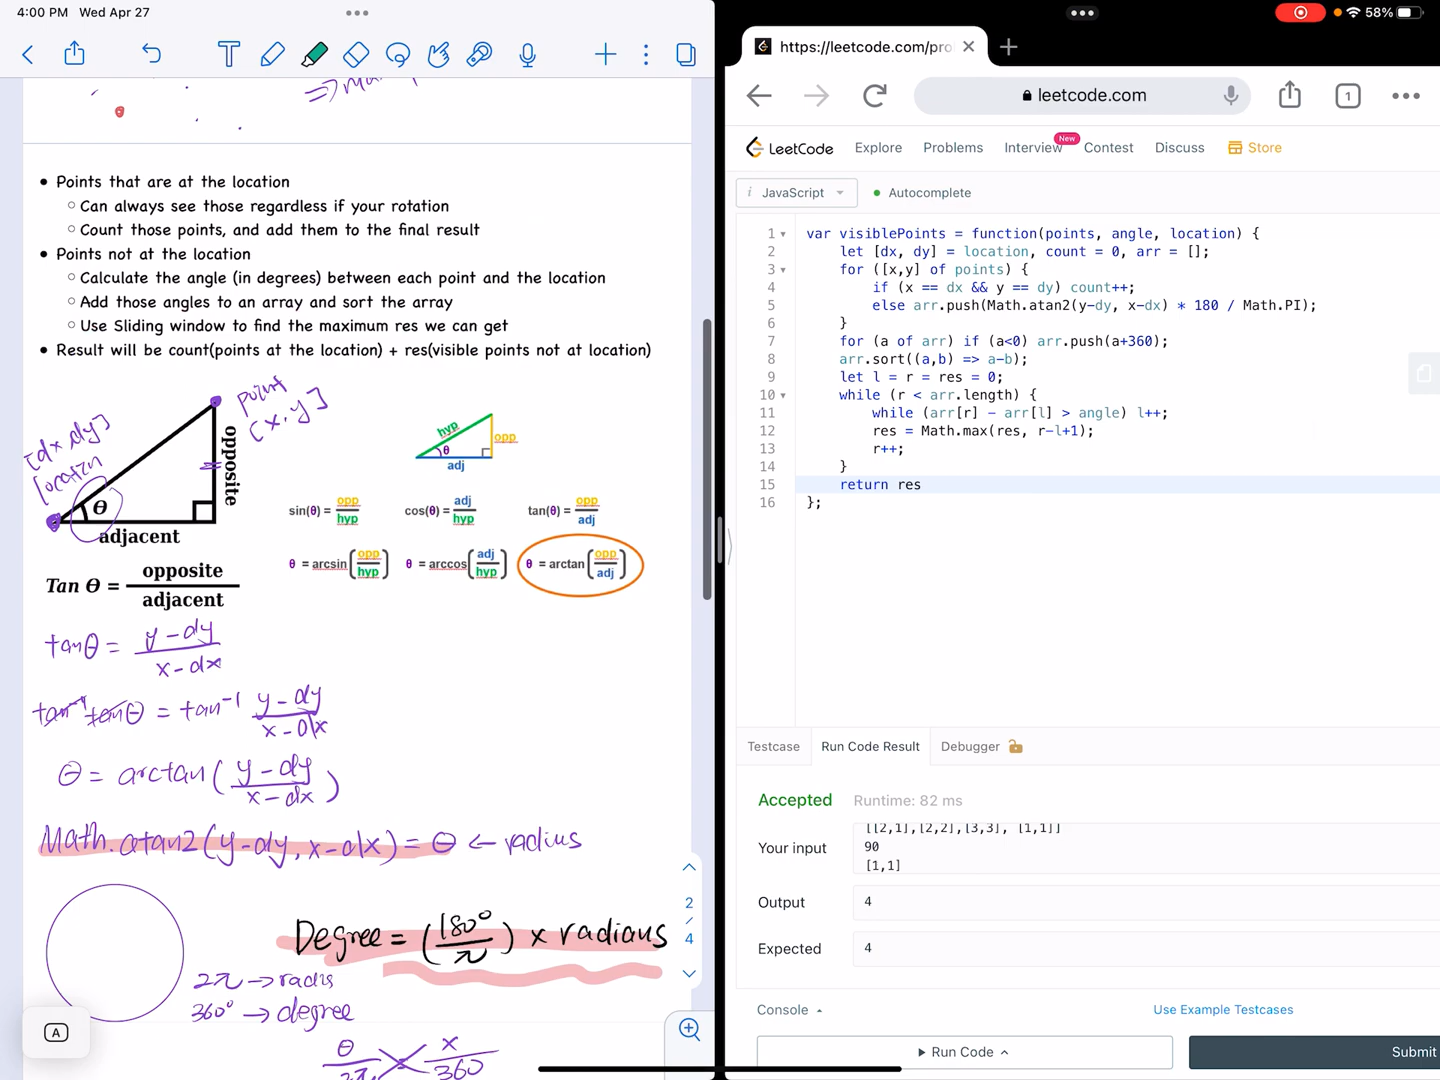 4:00 PM Wed Apr 27
58%
T
• Points that are at the location
○ Can always see those regardless if your rotation
○ Count those points, and add them to the final result
• Points not at the location
○ Calculate the angle (in degrees) between each point and the location
○ Add those angles to an array and sort the array
○ Use Sliding window to find the maximum res we can get
• Result will be count(points at the location) + res(visible points not at location)
point
[x,y]
[dx,dy]
location
θ
opposite
adjacent
hyp
opp
θ
adj
sin(θ) = opp/hyp cos(θ) = adj/hyp tan(θ) = opp/adj
θ = arcsin(opp/hyp) θ = arccos(adj/hyp) θ = arctan(opp/adj)
Tan Θ = opposite/adjacent
tanθ = y-dy/x-dx
tan⁻¹ tanθ = tan⁻¹ y-dy/x-dx
θ = arctan(y-dy/x-dx)
Math.atan2(y-dy, x-dx) = θ ← radius
Degree = (180°/π) x radians
2π → radis
360° → degree
θ/2π x/360
2
/
4
A
https://leetcode.com/pro
leetcode.com
1
LeetCode Explore Problems Interview New Contest Discuss Store
i JavaScript Autocomplete
1 var visiblePoints = function(points, angle, location) {
2 let [dx, dy] = location, count = 0, arr = [];
3 for ([x,y] of points) {
4 if (x == dx && y == dy) count++;
5 else arr.push(Math.atan2(y-dy, x-dx) * 180 / Math.PI);
6 }
7 for (a of arr) if (a<0) arr.push(a+360);
8 arr.sort((a,b) => a-b);
9 let l = r = res = 0;
10 while (r < arr.length) {
11 while (arr[r] - arr[l] > angle) l++;
12 res = Math.max(res, r-l+1);
13 r++;
14 }
15 return res
16 };
Testcase Run Code Result Debugger
Accepted Runtime: 82 ms
Your input
[[2,1],[2,2],[3,3], [1,1]]
90
[1,1]
Output 4
Expected 4
Console Use Example Testcases
Run Code Submit